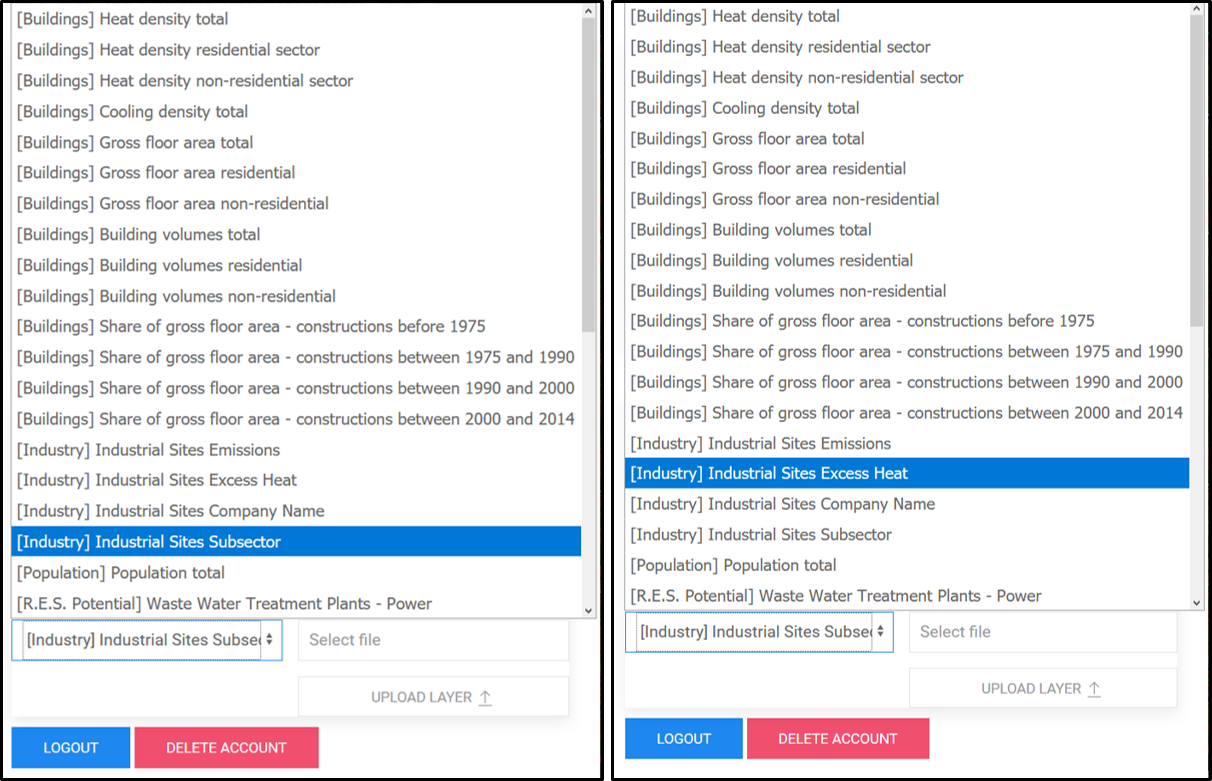 [Buildings] Heat density total
[Buildings] Heat density residential sector
[Buildings] Heat density non-residential sector
[Buildings] Cooling density total
[Buildings] Gross floor area total
[Buildings] Gross floor area residential
[Buildings] Gross floor area non-residential
[Buildings] Building volumes total
[Buildings] Building volumes residential
[Buildings] Building volumes non-residential
[Buildings] Share of gross floor area - constructions before 1975
[Buildings] Share of gross floor area - constructions between 1975 and 1990
[Buildings] Share of gross floor area - constructions between 1990 and 2000
[Buildings] Share of gross floor area - constructions between 2000 and 2014
[Industry] Industrial Sites Emissions
[Industry] Industrial Sites Excess Heat
[Industry] Industrial Sites Company Name
[Industry] Industrial Sites Subsector
[Population] Population total
[R.E.S. Potential] Waste Water Treatment Plants - Power
[Industry] Industrial Sites Subsec
Select file
UPLOAD LAYER
LOGOUT
DELETE ACCOUNT
[Buildings] Heat density total
[Buildings] Heat density residential sector
[Buildings] Heat density non-residential sector
[Buildings] Cooling density total
[Buildings] Gross floor area total
[Buildings] Gross floor area residential
[Buildings] Gross floor area non-residential
[Buildings] Building volumes total
[Buildings] Building volumes residential
[Buildings] Building volumes non-residential
[Buildings] Share of gross floor area - constructions before 1975
[Buildings] Share of gross floor area - constructions between 1975 and 1990
[Buildings] Share of gross floor area - constructions between 1990 and 2000
[Buildings] Share of gross floor area - constructions between 2000 and 2014
[Industry] Industrial Sites Emissions
[Industry] Industrial Sites Excess Heat
[Industry] Industrial Sites Company Name
[Industry] Industrial Sites Subsector
[Population] Population total
[R.E.S. Potential] Waste Water Treatment Plants - Power
[Industry] Industrial Sites Subsec
Select file
UPLOAD LAYER
LOGOUT
DELETE ACCOUNT